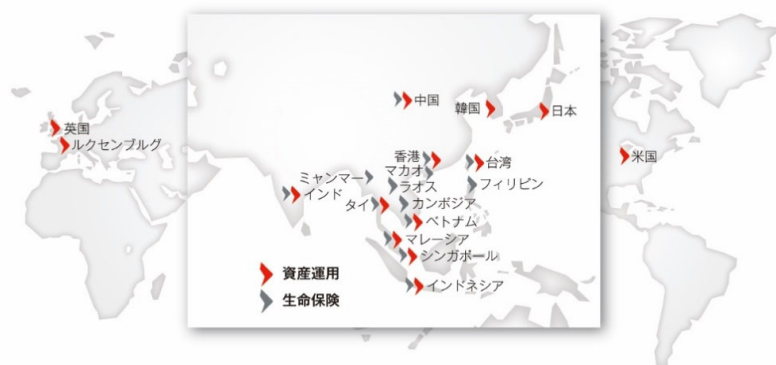 英国
ルクセンブルグ
中国
韓国
日本
米国
香港
マカオ
台湾
ミャンマー
ラオス
フィリピン
インド
タイ
カンボジア
ベトナム
マレーシア
シンガポール
インドネシア
資産運用
生命保険